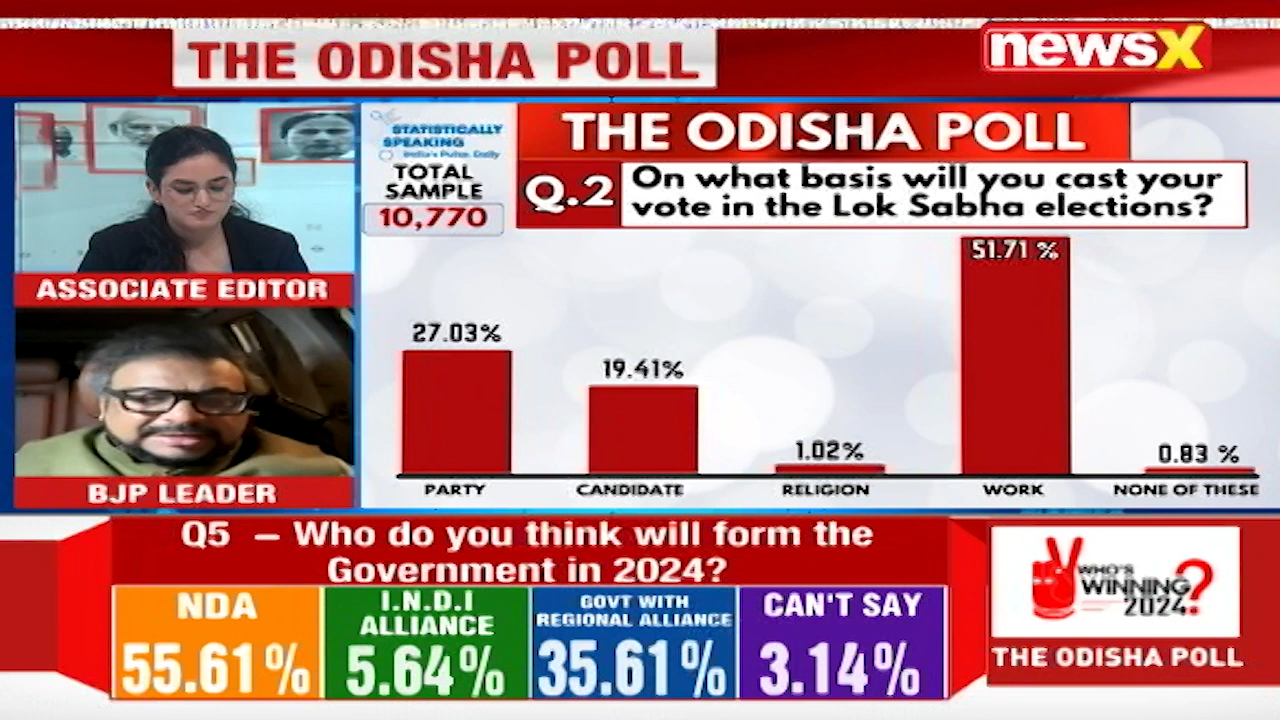 THE ODISHA POLL
newsX
STATISTICALLY
SPEAKING
India's Pulse, Daily
TOTAL
SAMPLE
10,770
THE ODISHA POLL
Q.2
On what basis will you cast your
vote in the Lok Sabha elections?
ASSOCIATE EDITOR
BJP LEADER
27.03%
19.41%
1.02%
51.71 %
0.83 %
PARTY
CANDIDATE
RELIGION
WORK
NONE OF THESE
Q5 – Who do you think will form the
Government in 2024?
NDA
55.61%
I.N.D.I
ALLIANCE
5.64%
GOVT WITH
REGIONAL ALLIANCE
35.61%
CAN'T SAY
3.14%
WHO'S
WINNING
2024?
THE ODISHA POLL